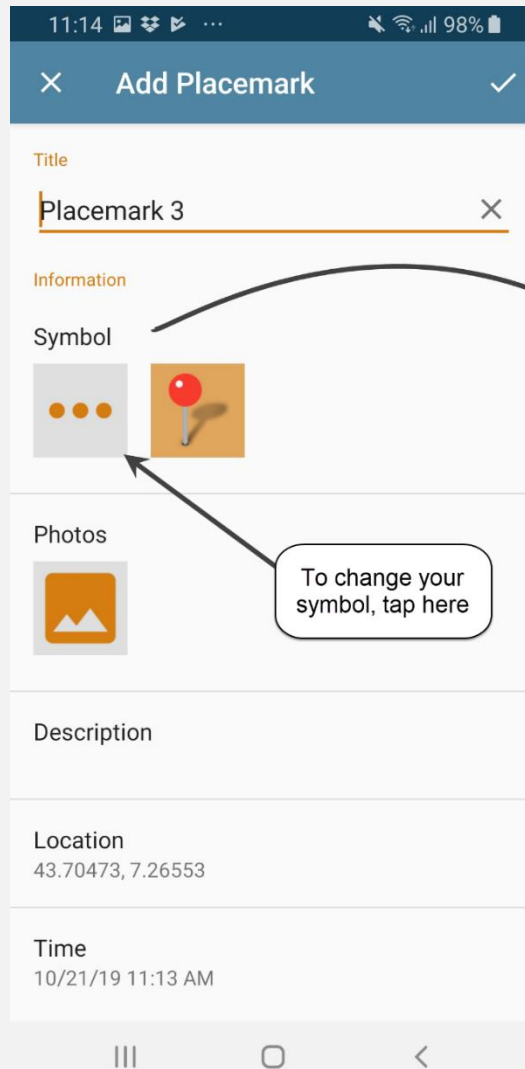 11:14 98%
Add Placemark
Title
Placemark 3
Information
Symbol
Photos
To change your
symbol, tap here
Description
Location
43.70473, 7.26553
Time
10/21/19 11:13 AM